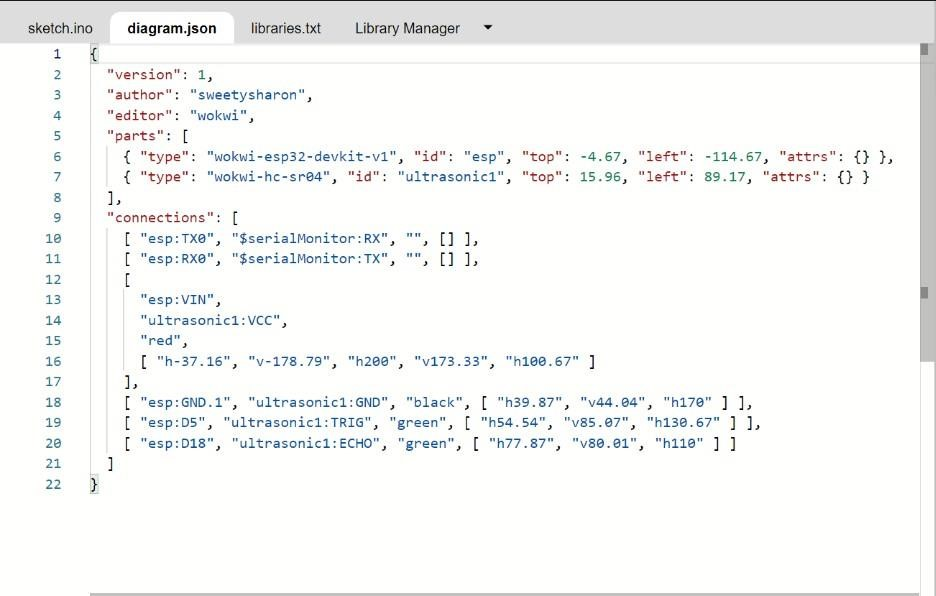 sketch.ino diagram.json libraries.txt Library Manager
1 {
2 "version": 1,
3 "author": "sweetysharon",
4 "editor": "wokwi",
5 "parts": [
6 { "type": "wokwi-esp32-devkit-v1", "id": "esp", "top": -4.67, "left": -114.67, "attrs": {} },
7 { "type": "wokwi-hc-sr04", "id": "ultrasonic1", "top": 15.96, "left": 89.17, "attrs": {} }
8 ],
9 "connections": [
10 [ "esp:TX0", "$serialMonitor:RX", "", [] ],
11 [ "esp:RX0", "$serialMonitor:TX", "", [] ],
12 [
13 "esp:VIN",
14 "ultrasonic1:VCC",
15 "red",
16 [ "h-37.16", "v-178.79", "h200", "v173.33", "h100.67" ]
17 ],
18 [ "esp:GND.1", "ultrasonic1:GND", "black", [ "h39.87", "v44.04", "h170" ] ],
19 [ "esp:D5", "ultrasonic1:TRIG", "green", [ "h54.54", "v85.07", "h130.67" ] ],
20 [ "esp:D18", "ultrasonic1:ECHO", "green", [ "h77.87", "v80.01", "h110" ] ]
21 ]
22 }